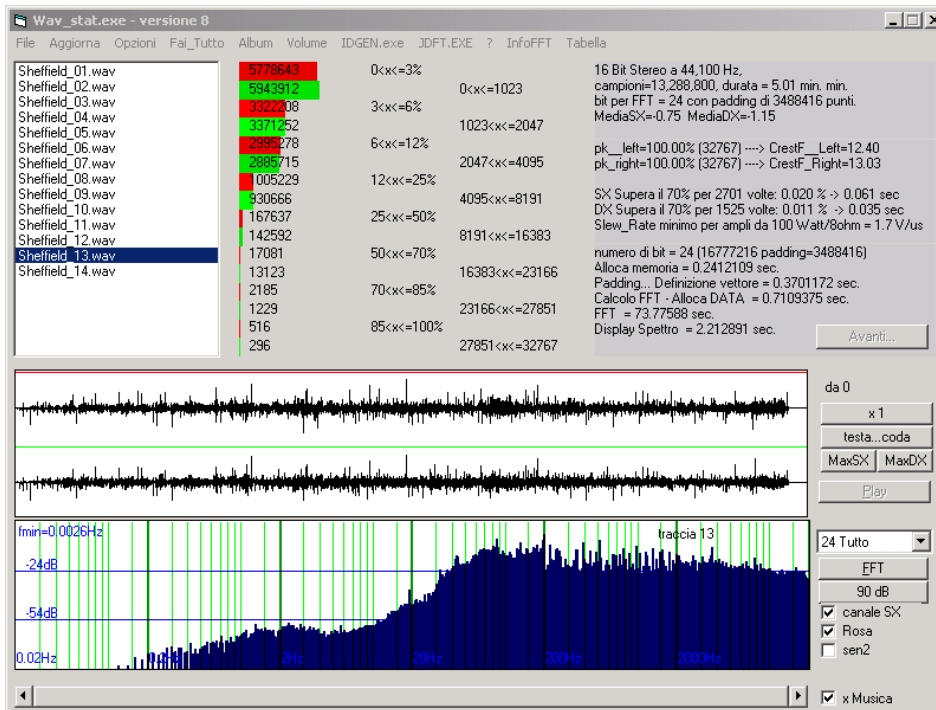 Wav_stat.exe - versione 8
File Aggiorna Opzioni Fai_Tutto Album Volume IDGEN.exe JDFT.EXE ? InfoFFT Tabella
Sheffield_01.wav
Sheffield_02.wav
Sheffield_03.wav
Sheffield_04.wav
Sheffield_05.wav
Sheffield_06.wav
Sheffield_07.wav
Sheffield_08.wav
Sheffield_09.wav
Sheffield_10.wav
Sheffield_11.wav
Sheffield_12.wav
Sheffield_13.wav
Sheffield_14.wav
5778643 0<x<=3%
5943912 0<x<=1023
3322208 3<x<=6%
3371252 1023<x<=2047
2995278 6<x<=12%
2885715 2047<x<=4095
1005229 12<x<=25%
930666 4095<x<=8191
167637 25<x<=50%
142592 8191<x<=16383
17081 50<x<=70%
13123 16383<x<=23166
2185 70<x<=85%
1229 23166<x<=27851
516 85<x<=100%
296 27851<x<=32767
16 Bit Stereo a 44,100 Hz,
campioni=13,288,800, durata = 5.01 min. min.
bit per FFT = 24 con padding di 3488416 punti.
MediaSX=-0.75 MediaDX=-1.15
pk__left=100.00% (32767) ---> CrestF__Left=12.40
pk_right=100.00% (32767) ---> CrestF_Right=13.03
SX Supera il 70% per 2701 volte: 0.020 % -> 0.061 sec
DX Supera il 70% per 1525 volte: 0.011 % -> 0.035 sec
Slew_Rate minimo per ampli da 100 Watt/8ohm = 1.7 V/us
numero di bit = 24 (16777216 padding=3488416)
Alloca memoria = 0.2412109 sec.
Padding... Definizione vettore = 0.3701172 sec.
Calcolo FFT - Alloca DATA = 0.7109375 sec.
FFT = 73.77588 sec.
Display Spettro = 2.212891 sec.
Avanti...
da 0
x 1
testa...coda
MaxSX MaxDX
Play
fmin=0.0026Hz
traccia 13
-24dB
-54dB
0.02Hz 0.2Hz 2Hz 20Hz 200Hz 2000Hz
24 Tutto
FFT
90 dB
canale SX
Rosa
sen2
x Musica